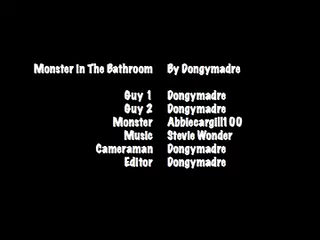 Monster in The Bathroom By Dongymadre
Guy 1 Dongymadre
Guy 2 Dongymadre
Monster Abbiecargill100
Music Stevie Wonder
Cameraman Dongymadre
Editor Dongymadre